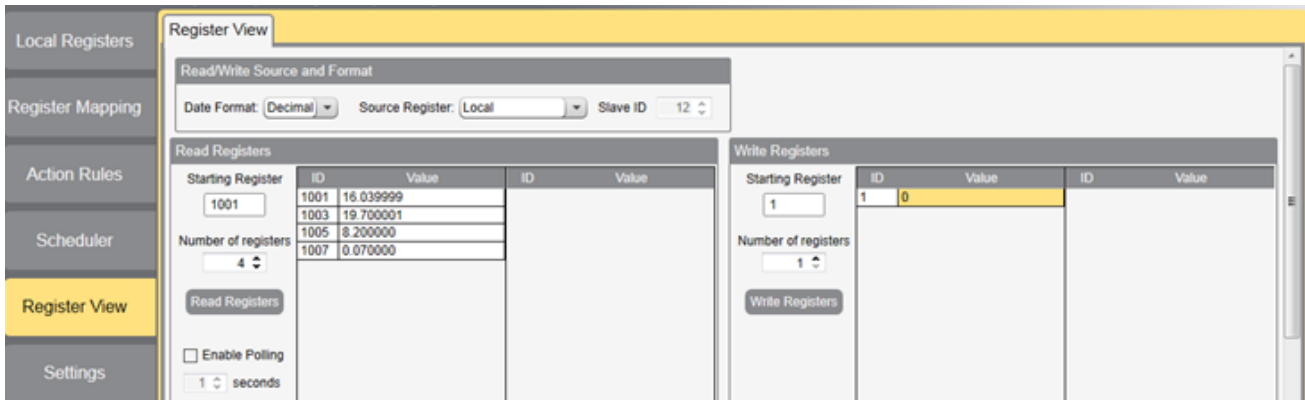 Local Registers
Register Mapping
Action Rules
Scheduler
Register View
Settings
Register View
Read/Write Source and Format
Date Format: Decimal Source Register: Local Slave ID 12
Read Registers
Starting Register
1001
Number of registers
4
Read Registers
Enable Polling
1 seconds
ID Value ID Value
1001 16.039999
1003 19.700001
1005 8.200000
1007 0.070000
Write Registers
Starting Register
1
Number of registers
1
Write Registers
ID Value ID Value
1 0